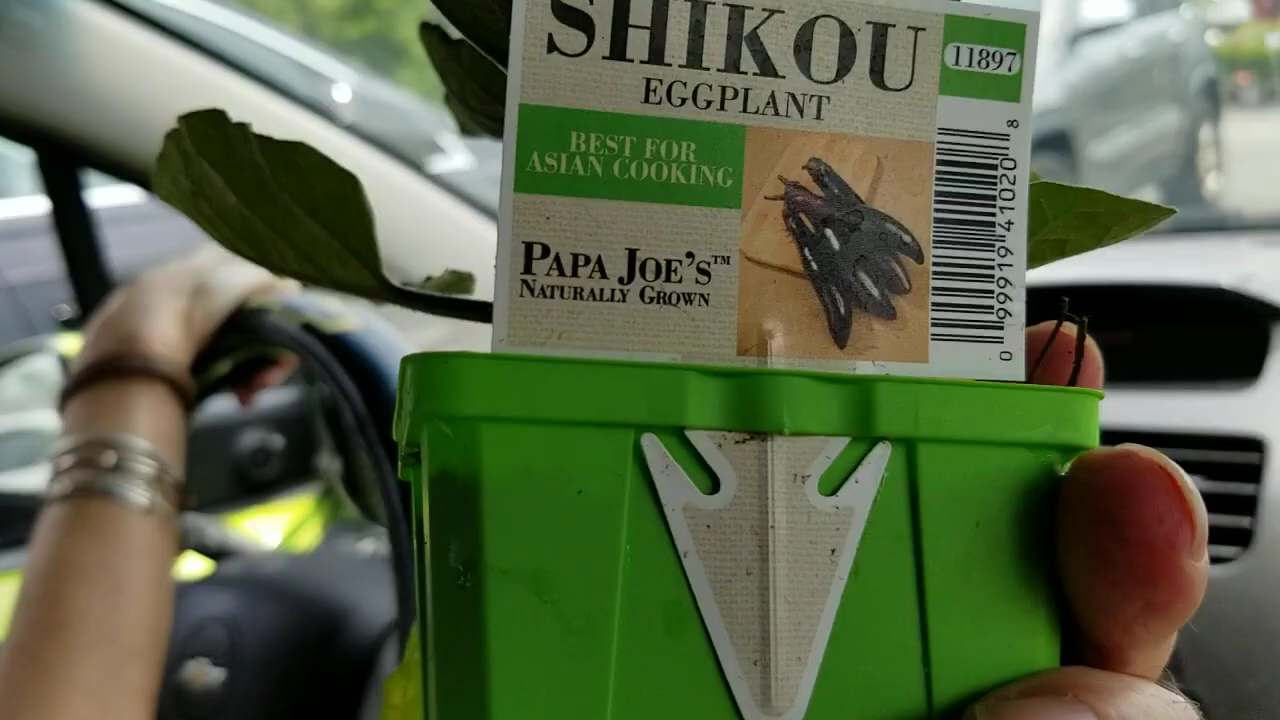 SHIKOU
EGGPLANT
11897
BEST FOR
ASIAN COOKING
PAPA JOE'S™
NATURALLY GROWN
0 99919 41020 8